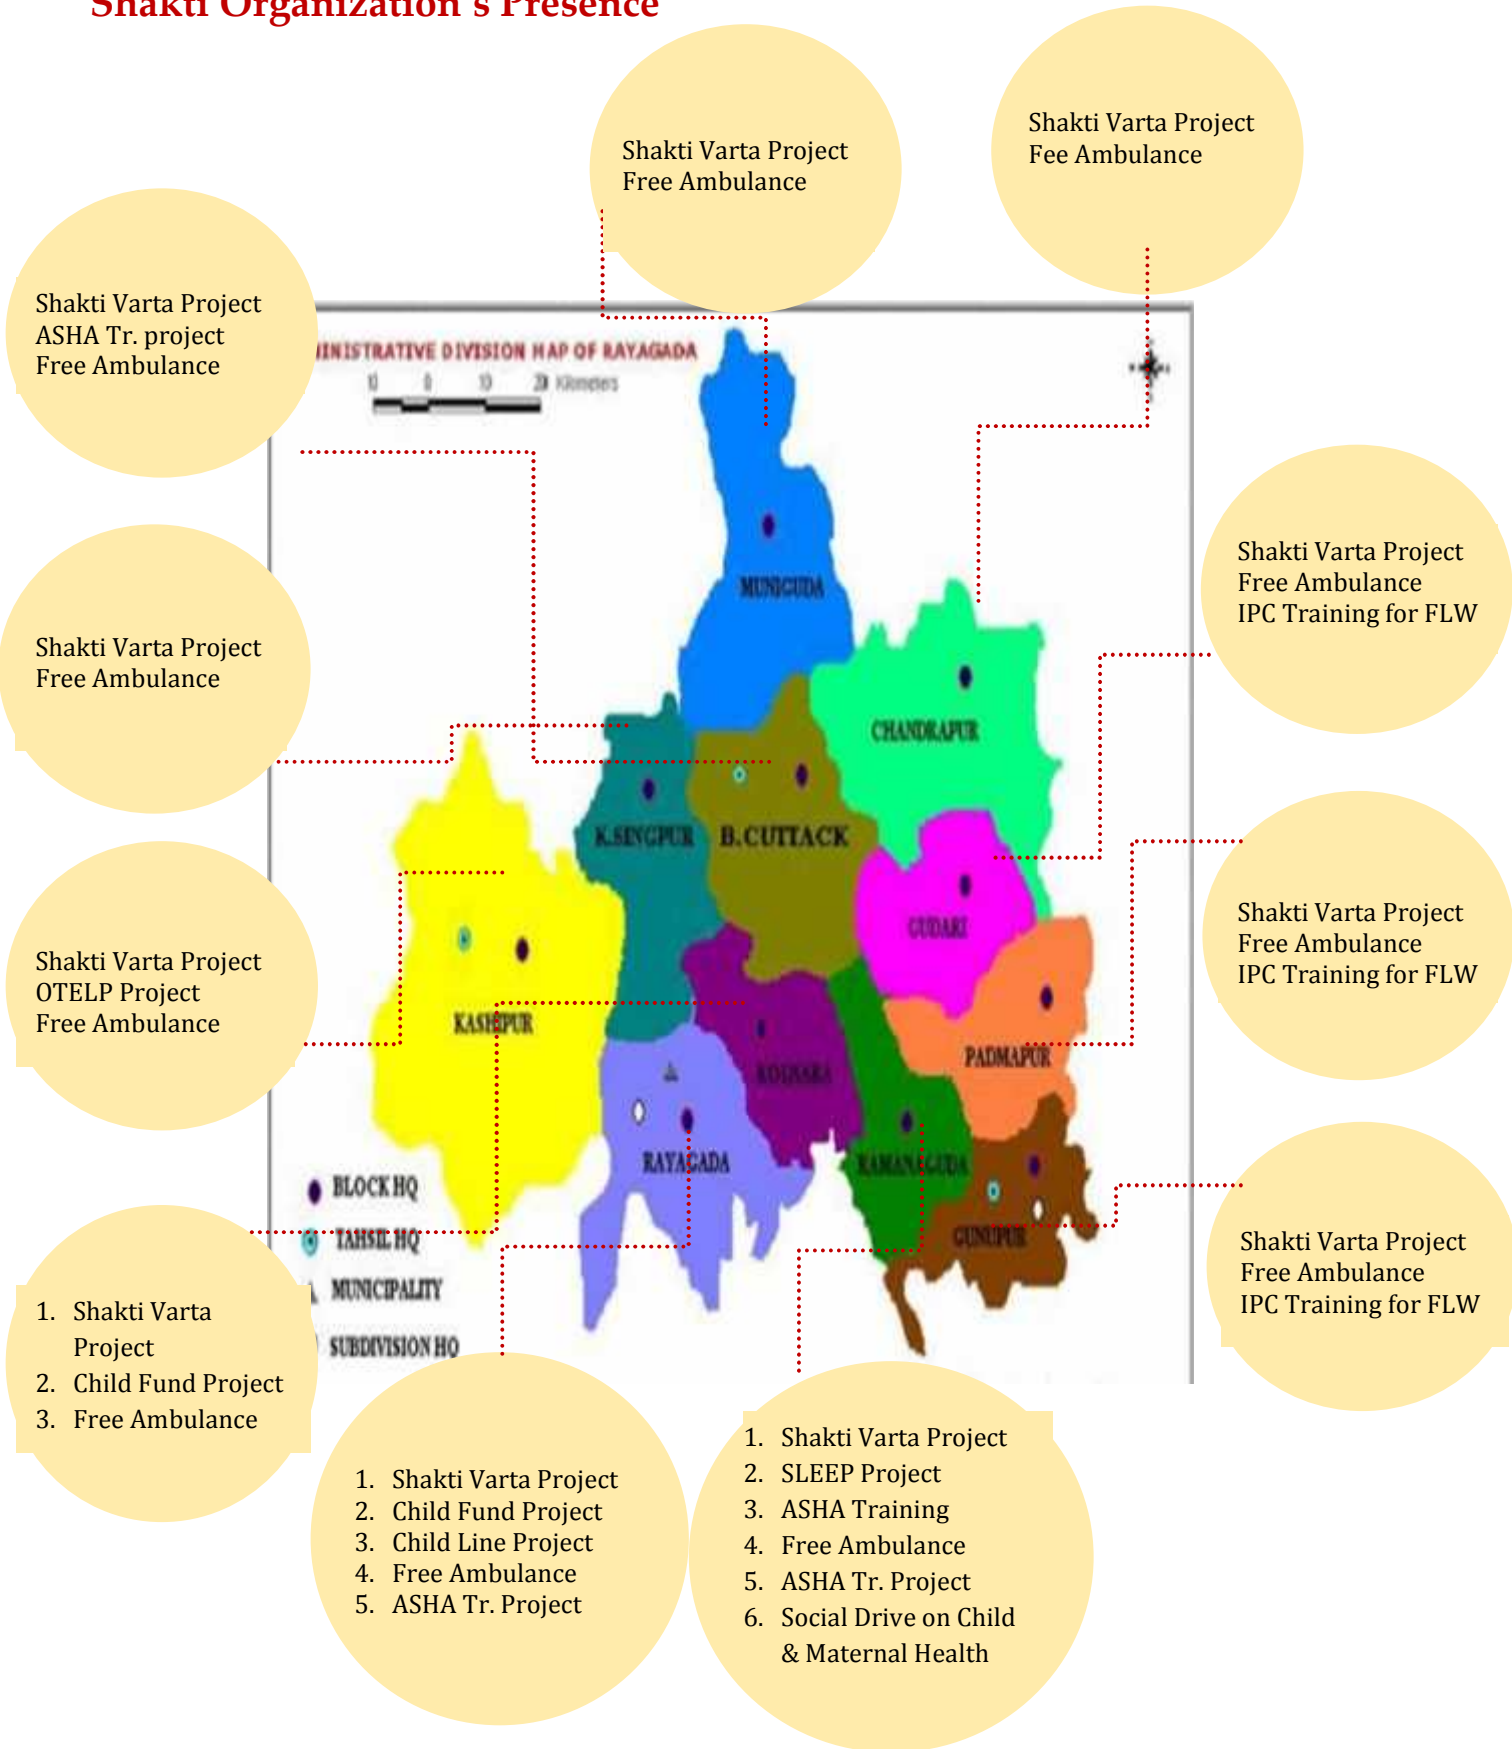 Shakti Organization's Presence
Shakti Varta Project
Free Ambulance
Shakti Varta Project
Fee Ambulance
Shakti Varta Project
ASHA Tr. project
Free Ambulance
INISTRATIVE DIVISION MAP OF RAYAGADA
10 0 10 20 Kilometers
Shakti Varta Project
Free Ambulance
IPC Training for FLW
MUNIGUDA
Shakti Varta Project
Free Ambulance
CHANDRAPUR
K.SINGPUR
B.CUTTACK
GUDARI
Shakti Varta Project
Free Ambulance
IPC Training for FLW
Shakti Varta Project
OTELP Project
Free Ambulance
KASHIPUR
PADMAPUR
RAYAGADA
RAMANAGUDA
GUNUPUR
BLOCK HQ
TAHSIL HQ
MUNICIPALITY
SUBDIVISION HQ
Shakti Varta Project
Free Ambulance
IPC Training for FLW
1. Shakti Varta
Project
2. Child Fund Project
3. Free Ambulance
1. Shakti Varta Project
2. Child Fund Project
3. Child Line Project
4. Free Ambulance
5. ASHA Tr. Project
1. Shakti Varta Project
2. SLEEP Project
3. ASHA Training
4. Free Ambulance
5. ASHA Tr. Project
6. Social Drive on Child
& Maternal Health